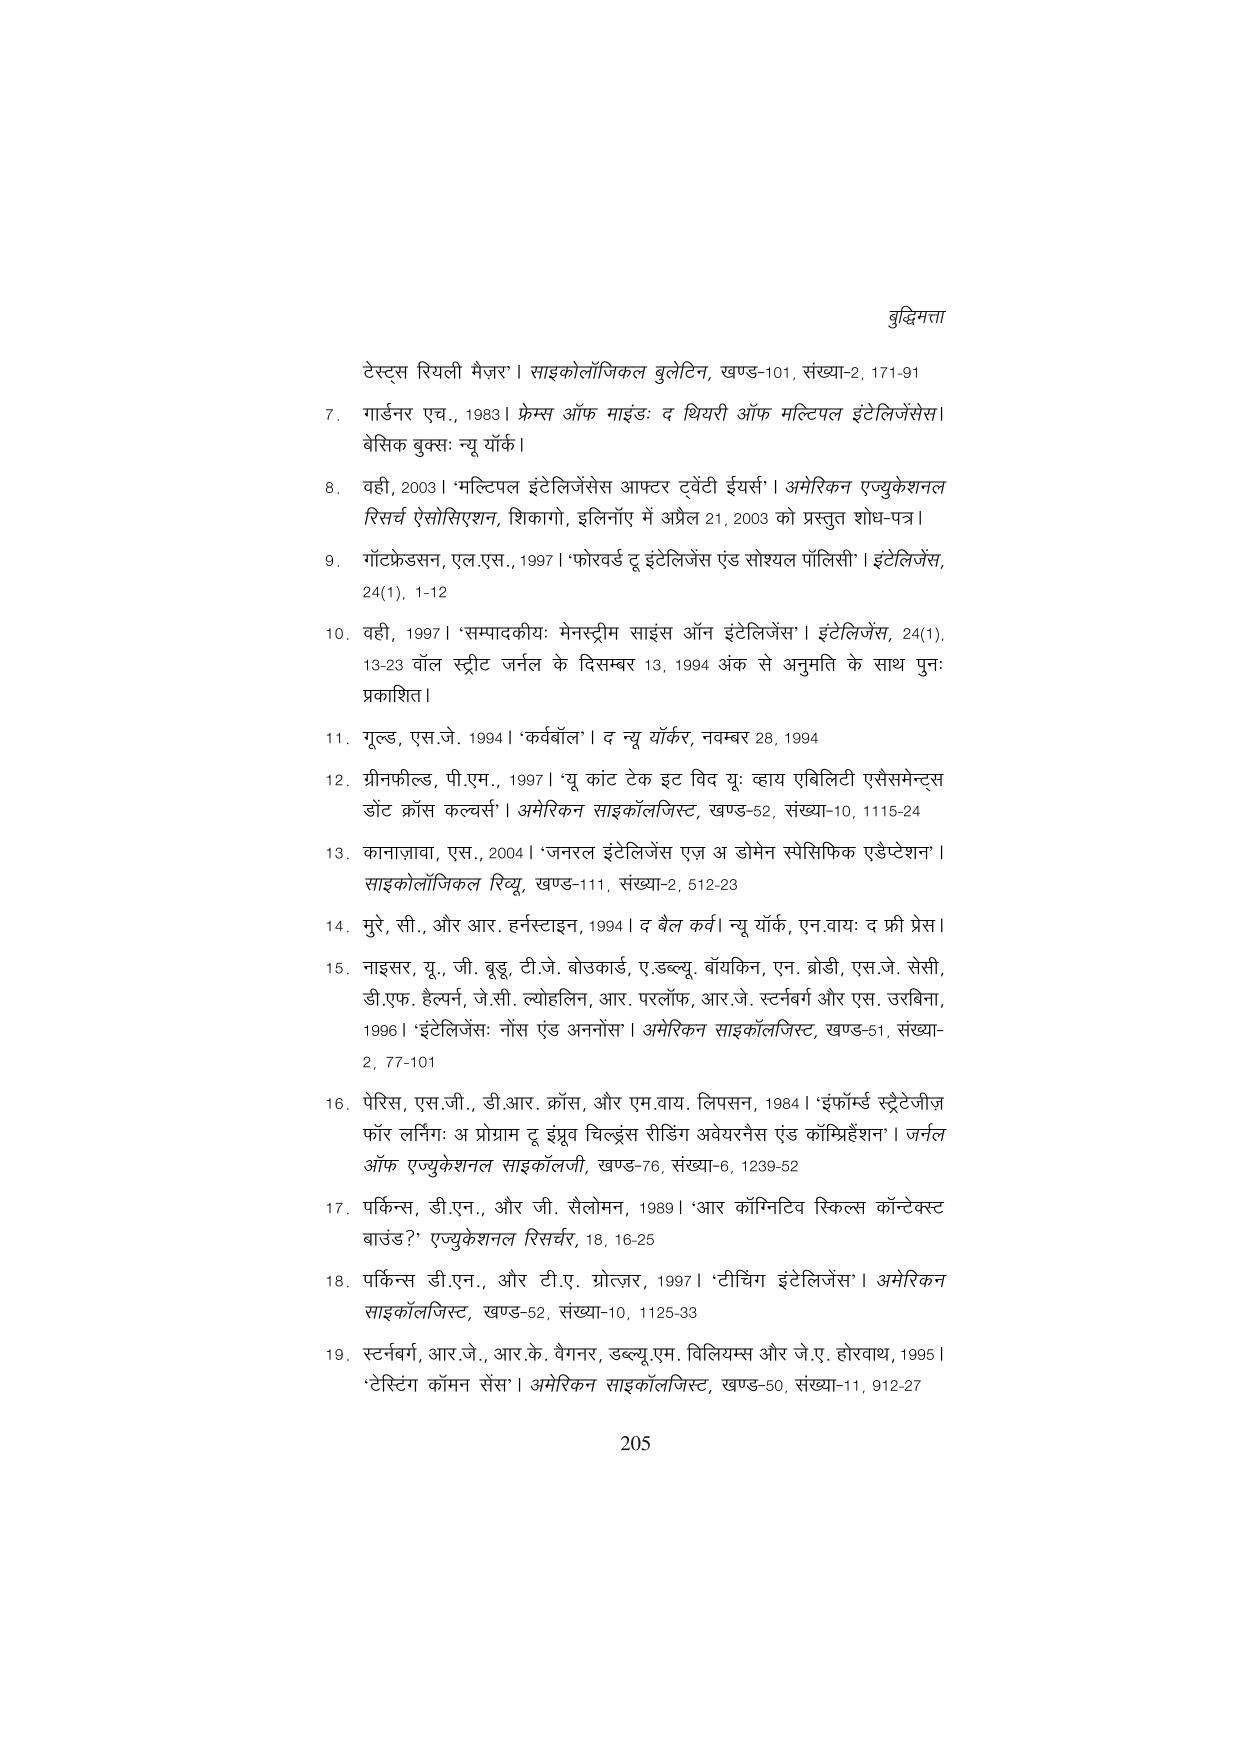 बुद्धिमत्ता
टेस्ट्स रियली मैज़र’। साइकोलॉजिकल बुलेटिन, खण्ड-101, संख्या-2, 171-91
7. गार्डनर एच., 1983। फ्रेम्स ऑफ माइंडः द थियरी ऑफ मल्टिपल इंटेलिजेंसेस।
बेसिक बुक्सः न्यू यॉर्क।
8. वही, 2003। ‘मल्टिपल इंटेलिजेंसेस आफ्टर ट्वेंटी ईयर्स’। अमेरिकन एज्युकेशनल
रिसर्च ऐसोसिएशन, शिकागो, इलिनॉए में अप्रैल 21, 2003 को प्रस्तुत शोध-पत्र।
9. गॉटफ्रेडसन, एल.एस., 1997। ‘फोरवर्ड टू इंटेलिजेंस एंड सोश्यल पॉलिसी’। इंटेलिजेंस,
24(1), 1-12
10. वही, 1997। ‘सम्पादकीयः मेनस्ट्रीम साइंस ऑन इंटेलिजेंस’। इंटेलिजेंस, 24(1),
13-23 वॉल स्ट्रीट जर्नल के दिसम्बर 13, 1994 अंक से अनुमति के साथ पुनः
प्रकाशित।
11. गूल्ड, एस.जे. 1994। ‘कर्वबॉल’। द न्यू यॉर्कर, नवम्बर 28, 1994
12. ग्रीनफील्ड, पी.एम., 1997। ‘यू कांट टेक इट विद यूः व्हाय एबिलिटी एसैसमेन्ट्स
डोंट क्रॉस कल्चर्स’। अमेरिकन साइकॉलजिस्ट, खण्ड-52, संख्या-10, 1115-24
13. कानाज़ावा, एस., 2004। ‘जनरल इंटेलिजेंस एज़ अ डोमेन स्पेसिफिक एडैप्टेशन’।
साइकोलॉजिकल रिव्यू, खण्ड-111, संख्या-2, 512-23
14. मुरे, सी., और आर. हर्नस्टाइन, 1994। द बैल कर्व। न्यू यॉर्क, एन.वायः द फ्री प्रेस।
15. नाइसर, यू., जी. बूडू, टी.जे. बोउकार्ड, ए.डब्ल्यू. बॉयकिन, एन. ब्रोडी, एस.जे. सेसी,
डी.एफ. हैल्पर्न, जे.सी. ल्योहलिन, आर. परलॉफ, आर.जे. स्टर्नबर्ग और एस. उरबिना,
1996। ‘इंटेलिजेंसः नोंस एंड अननोंस’। अमेरिकन साइकॉलजिस्ट, खण्ड-51, संख्या-
2, 77-101
16. पेरिस, एस.जी., डी.आर. क्रॉस, और एम.वाय. लिपसन, 1984। ‘इंफॉर्म्ड स्ट्रैटेजीज़
फॉर लर्निंगः अ प्रोग्राम टू इंप्रूव चिल्ड्रंस रीडिंग अवेयरनैस एंड कॉम्प्रिहैंशन’। जर्नल
ऑफ एज्युकेशनल साइकॉलजी, खण्ड-76, संख्या-6, 1239-52
17. पर्किन्स, डी.एन., और जी. सैलोमन, 1989। ‘आर कॉग्निटिव स्किल्स कॉन्टेक्स्ट
बाउंड?’ एज्युकेशनल रिसर्चर, 18, 16-25
18. पर्किन्स डी.एन., और टी.ए. ग्रोत्ज़र, 1997। ‘टीचिंग इंटेलिजेंस’। अमेरिकन
साइकॉलजिस्ट, खण्ड-52, संख्या-10, 1125-33
19. स्टर्नबर्ग, आर.जे., आर.के. वैगनर, डब्ल्यू.एम. विलियम्स और जे.ए. होरवाथ, 1995।
‘टेस्टिंग कॉमन सेंस’। अमेरिकन साइकॉलजिस्ट, खण्ड-50, संख्या-11, 912-27
205